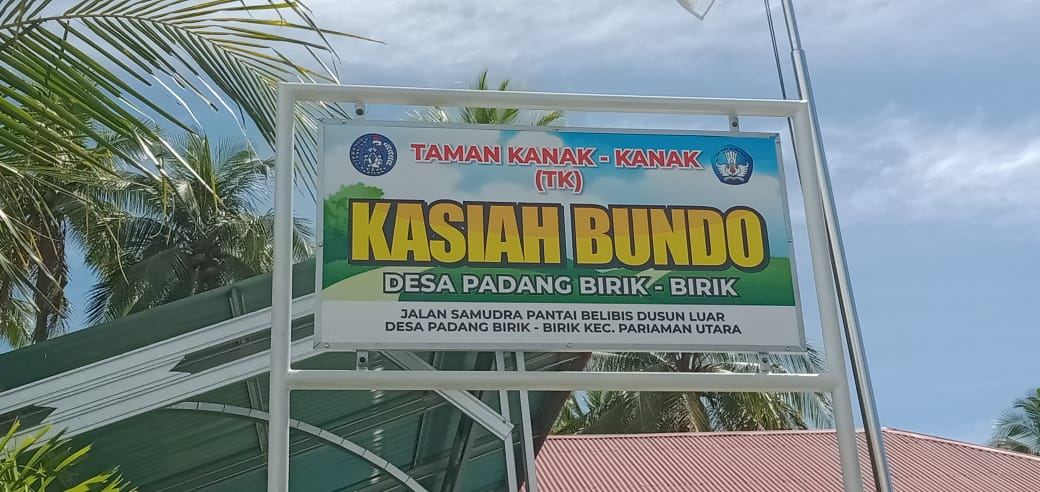 TAMAN KANAK - KANAK
(TK)
KASIAH BUNDO
DESA PADANG BIRIK - BIRIK
JALAN SAMUDRA PANTAI BELIBIS DUSUN LUAR
DESA PADANG BIRIK - BIRIK KEC. PARIAMAN UTARA